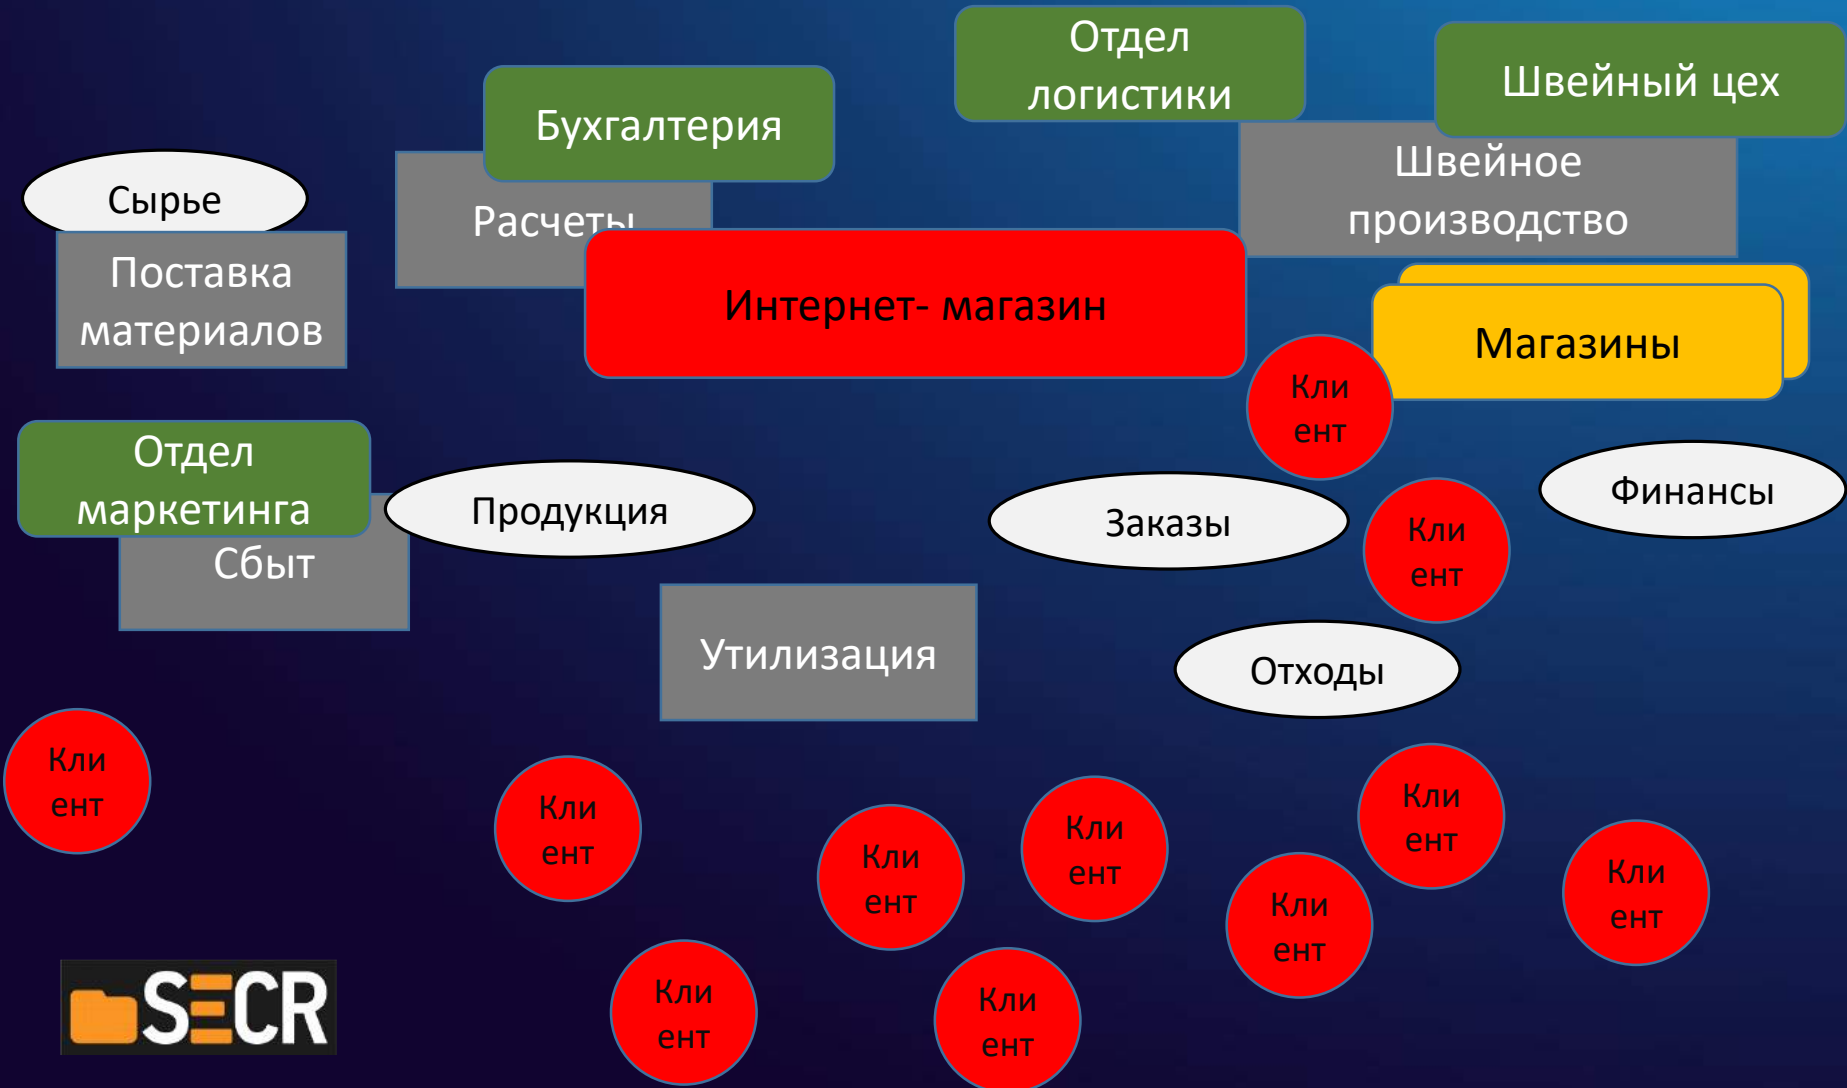 Отдел
логистики
Швейный цех
Бухгалтерия
Швейное
производство
Сырье
Расчеты
Поставка
материалов
Интернет- магазин
Магазины
Кли
ент
Отдел
маркетинга
Продукция
Заказы
Кли
ент
Финансы
Сбыт
Утилизация
Отходы
Кли
ент
Кли
ент
Кли
ент
Кли
ент
Кли
ент
Кли
ент
Кли
ент
Кли
ент
Кли
ент
SECR